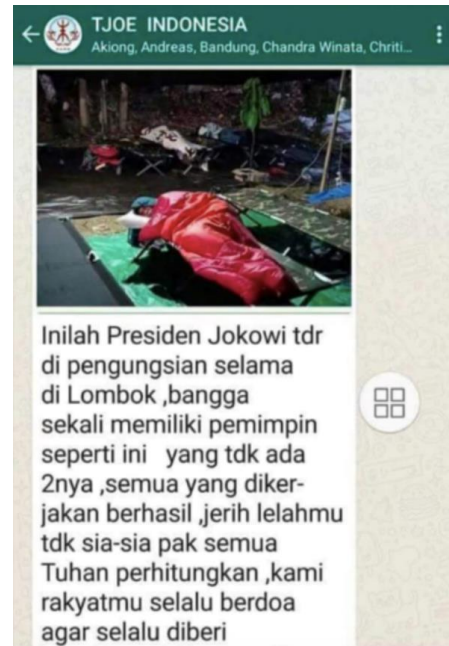 TJOE INDONESIA
Akiong, Andreas, Bandung, Chandra Winata, Chriti...
Inilah Presiden Jokowi tdr
di pengungsian selama
di Lombok ,bangga
sekali memiliki pemimpin
seperti ini yang tdk ada
2nya ,semua yang diker-
jakan berhasil ,jerih lelahmu
tdk sia-sia pak semua
Tuhan perhitungkan ,kami
rakyatmu selalu berdoa
agar selalu diberi